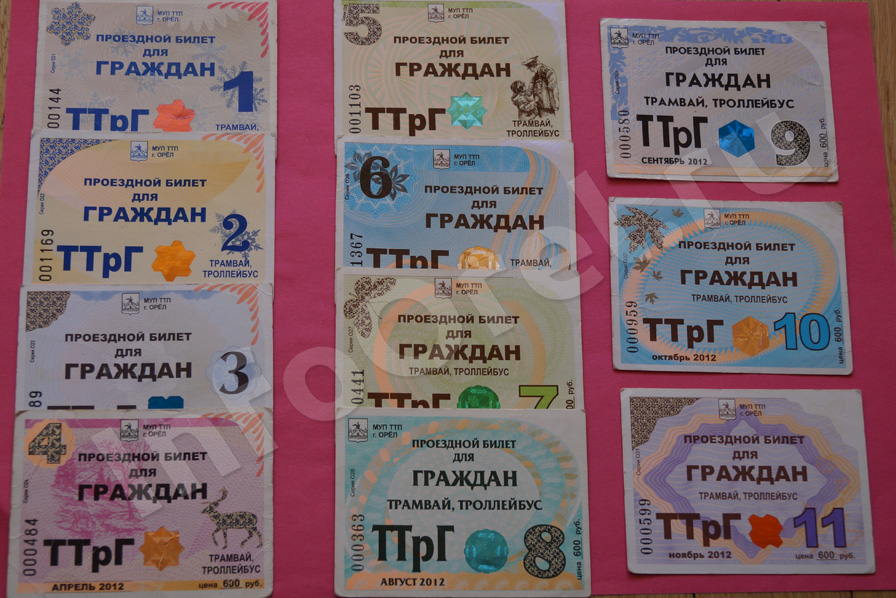 МУП ТТП
г. ОРЁЛ
ПРОЕЗДНОЙ БИЛЕТ
ДЛЯ
ГРАЖДАН
1
000144
ТТрГ
ТРАМВАЙ,
МУП ТТП
г. ОРЁЛ
ПРОЕЗДНОЙ БИЛЕТ
ДЛЯ
ГРАЖДАН
2
001169
ТТрГ
ТРАМВАЙ,
ТРОЛЛЕЙБУС
МУП ТТП
г. ОРЁЛ
ПРОЕЗДНОЙ БИЛЕТ
ДЛЯ
ГРАЖДАН
3
89
4
МУП ТТП
г. ОРЁЛ
ПРОЕЗДНОЙ БИЛЕТ
ДЛЯ
ГРАЖДАН
000484
ТТрГ
ТРАМВАЙ,
ТРОЛЛЕЙБУС
АПРЕЛЬ 2012
цена 600 руб.
5
МУП ТТП
г. ОРЁЛ
ПРОЕЗДНОЙ БИЛЕТ
ДЛЯ
ГРАЖДАН
001103
ТТрГ
ТРАМВАЙ,
ТРОЛЛЕЙБУС
6
МУП ТТП
г. ОРЁЛ
ПРОЕЗДНОЙ БИЛЕТ
ДЛЯ
ГРАЖДАН
1367
ТТрГ
ТРАМВАЙ,
МУП ТТП
г. ОРЁЛ
ПРОЕЗДНОЙ БИЛЕТ
ДЛЯ
ГРАЖДАН
ТРАМВАЙ, ТРОЛЛЕЙБУС
0441
ТТрГ
7
00 руб.
МУП ТТП
г. ОРЁЛ
ПРОЕЗДНОЙ БИЛЕТ
ДЛЯ
ГРАЖДАН
ТРАМВАЙ, ТРОЛЛЕЙБУС
000363
ТТрГ
8
цена 600 руб.
АВГУСТ 2012
МУП ТТП
г. ОРЁЛ
ПРОЕЗДНОЙ БИЛЕТ
ДЛЯ
ГРАЖДАН
ТРАМВАЙ, ТРОЛЛЕЙБУС
000580
ТТрГ
9
цена 600 руб.
СЕНТЯБРЬ 2012
МУП ТТП
г. ОРЁЛ
ПРОЕЗДНОЙ БИЛЕТ
ДЛЯ
ГРАЖДАН
ТРАМВАЙ, ТРОЛЛЕЙБУС
000959
ТТрГ
10
цена 600 руб.
октябрь 2012
МУП ТТП
г. ОРЁЛ
ПРОЕЗДНОЙ БИЛЕТ
ДЛЯ
ГРАЖДАН
ТРАМВАЙ, ТРОЛЛЕЙБУС
000599
ТТрГ
11
ноябрь 2012
цена 600 руб.
infoorel.ru